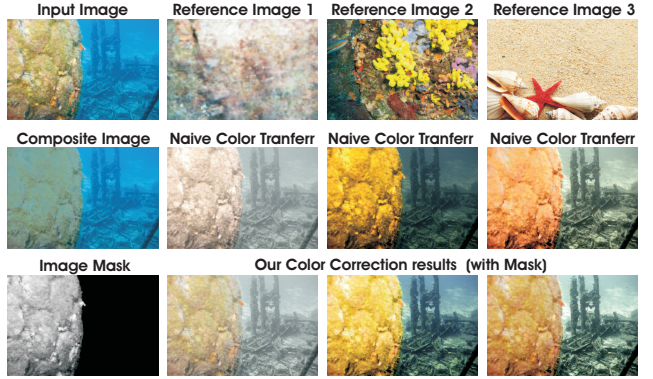 Input Image Reference Image 1 Reference Image 2 Reference Image 3
Composite Image Naive Color Tranferr Naive Color Tranferr Naive Color Tranferr
Image Mask Our Color Correction results (with Mask)